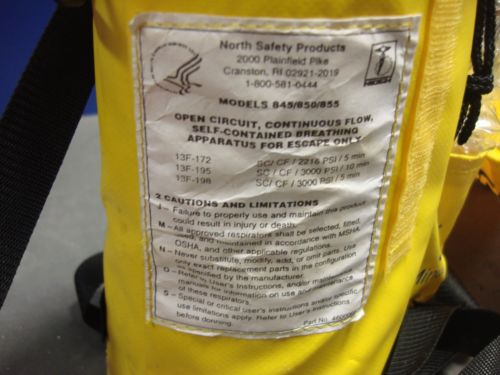 North Safety Products
2000 Plainfield Pike
Cranston, RI 02921-2019
1-800-581-0444
NIOSH
MODELS 845/850/855
OPEN CIRCUIT, CONTINUOUS FLOW,
SELF-CONTAINED BREATHING
APPARATUS FOR ESCAPE ONLY
13F-172 SC/ CF / 2216 PSI / 5 min
13F-195 SC/ CF / 3000 PSI / 10 min
13F-198 SC/ CF / 3000 PSI / 5 min
2 CAUTIONS AND LIMITATIONS
J – Failure to properly use and maintain this product
could result in injury or death.
M – All approved respirators shall be selected, fitted,
used, and maintained in accordance with MSHA,
OSHA, and other applicable regulations.
N – Never substitute, modify, add, or omit parts. Use
only exact replacement parts in the configuration
as specified by the manufacturer.
O – Refer to User's Instructions, and/or maintenance
manuals for information on use and maintenance
of these respirators.
S – Special or critical user's instructions and/or specific
use limitations apply. Refer to User's Instructions
before donning.
Part No.